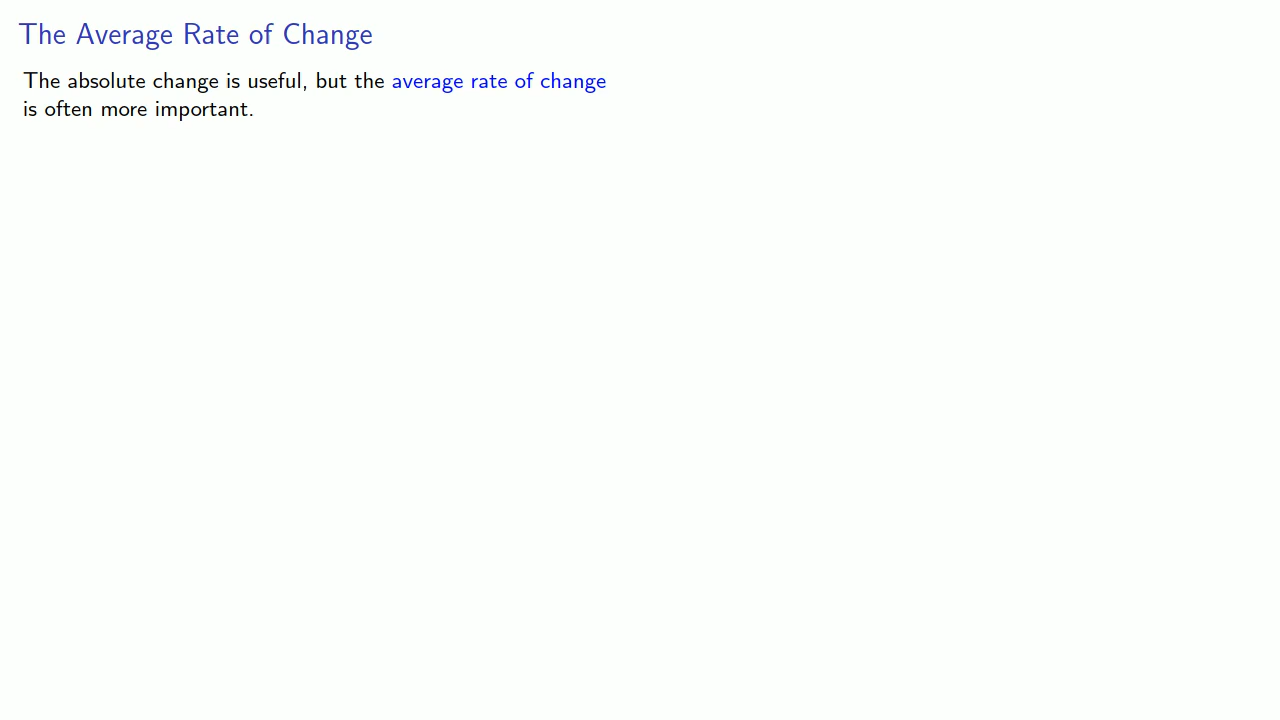 The Average Rate of Change
The absolute change is useful, but the average rate of change
is often more important.